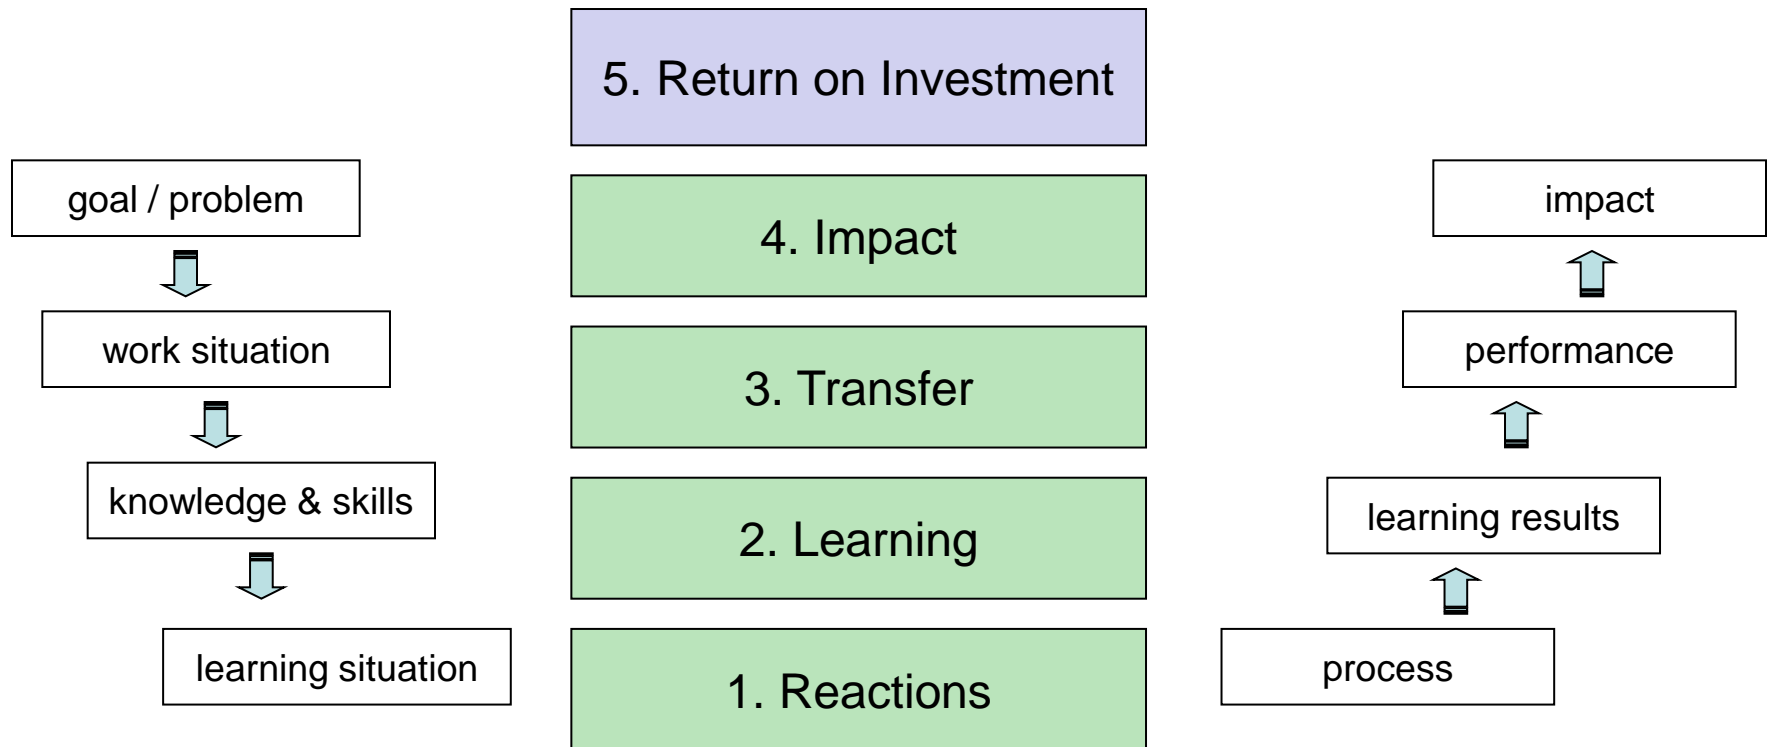 5. Return on Investment
goal / problem
4. Impact
impact
work situation
3. Transfer
performance
knowledge & skills
2. Learning
learning results
learning situation
1. Reactions
process